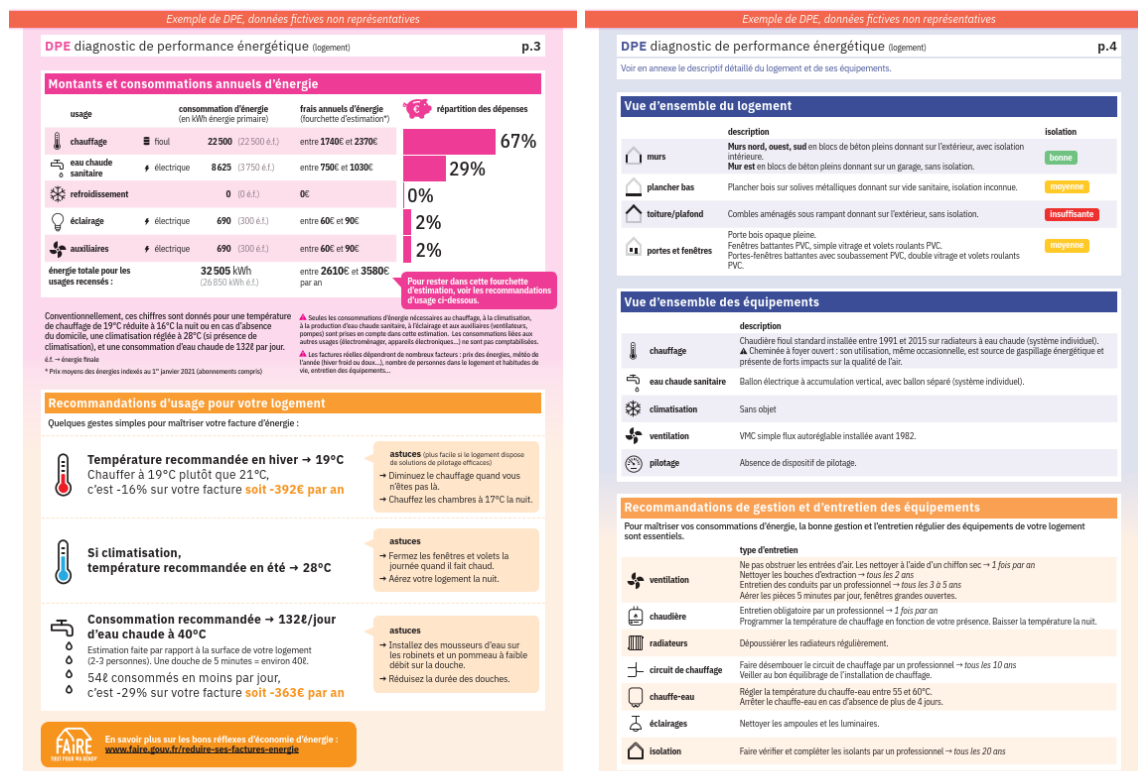 Exemple de DPE, données fictives non représentatives
DPE diagnostic de performance énergétique (logement) p.3
Montants et consommations annuels d'énergie
usage
consommation d'énergie
(en kWh énergie primaire)
frais annuels d'énergie
(fourchette d'estimation*)
répartition des dépenses
chauffage fioul 22 500 (22 500 é.f.) entre 1740€ et 2370€ 67%
eau chaude
sanitaire
électrique 8 625 (3 750 é.f.) entre 750€ et 1030€ 29%
refroidissement 0 (0 é.f.) 0€ 0%
éclairage électrique 690 (300 é.f.) entre 60€ et 90€ 2%
auxiliaires électrique 690 (300 é.f.) entre 60€ et 90€ 2%
énergie totale pour les
usages recensés :
32 505 kWh
(26 850 kWh é.f.)
entre 2610€ et 3580€
par an
Pour rester dans cette fourchette
d'estimation, voir les recommandations
d'usage ci-dessous.
Conventionnellement, ces chiffres sont donnés pour une température
de chauffage de 19°C réduite à 16°C la nuit ou en cas d'absence
du domicile, une climatisation réglée à 28°C (si présence de
climatisation), et une consommation d'eau chaude de 132ℓ par jour.
é.f. → énergie finale
* Prix moyens des énergies indexés au 1er janvier 2021 (abonnements compris)
Seules les consommations d'énergie nécessaires au chauffage, à la climatisation,
à la production d'eau chaude sanitaire, à l'éclairage et aux auxiliaires (ventilateurs,
pompes) sont prises en compte dans cette estimation. Les consommations liées aux
autres usages (électroménager, appareils électroniques...) ne sont pas comptabilisées.
Les factures réelles dépendront de nombreux facteurs : prix des énergies, météo de
l'année (hiver froid ou doux...), nombre de personnes dans le logement et habitudes de
vie, entretien des équipements...
Recommandations d'usage pour votre logement
Quelques gestes simples pour maîtriser votre facture d'énergie :
Température recommandée en hiver → 19°C
Chauffer à 19°C plutôt que 21°C,
c'est -16% sur votre facture soit -392€ par an
astuces (plus facile si le logement dispose
de solutions de pilotage efficaces)
→ Diminuez le chauffage quand vous
n'êtes pas là.
→ Chauffez les chambres à 17°C la nuit.
Si climatisation,
température recommandée en été → 28°C
astuces
→ Fermez les fenêtres et volets la
journée quand il fait chaud.
→ Aérez votre logement la nuit.
Consommation recommandée → 132ℓ/jour
d'eau chaude à 40°C
Estimation faite par rapport à la surface de votre logement
(2-3 personnes). Une douche de 5 minutes = environ 40ℓ.
54ℓ consommés en moins par jour,
c'est -29% sur votre facture soit -363€ par an
astuces
→ Installez des mousseurs d'eau sur
les robinets et un pommeau à faible
débit sur la douche.
→ Réduisez la durée des douches.
FAiRE
TOUT POUR MA RÉNOV'
En savoir plus sur les bons réflexes d'économie d'énergie :
www.faire.gouv.fr/reduire-ses-factures-energie
Exemple de DPE, données fictives non représentatives
DPE diagnostic de performance énergétique (logement) p.4
Voir en annexe le descriptif détaillé du logement et de ses équipements.
Vue d'ensemble du logement
description isolation
murs
Murs nord, ouest, sud en blocs de béton pleins donnant sur l'extérieur, avec isolation
intérieure.
Mur est en blocs de béton pleins donnant sur un garage, sans isolation.
bonne
plancher bas Plancher bois sur solives métalliques donnant sur vide sanitaire, isolation inconnue. moyenne
toiture/plafond Combles aménagés sous rampant donnant sur l'extérieur, sans isolation. insuffisante
portes et fenêtres
Porte bois opaque pleine.
Fenêtres battantes PVC, simple vitrage et volets roulants PVC.
Portes-fenêtres battantes avec soubassement PVC, double vitrage et volets roulants
PVC.
moyenne
Vue d'ensemble des équipements
description
chauffage
Chaudière fioul standard installée entre 1991 et 2015 sur radiateurs à eau chaude (système individuel).
Cheminée à foyer ouvert : son utilisation, même occasionnelle, est source de gaspillage énergétique et
présente de forts impacts sur la qualité de l'air.
eau chaude sanitaire Ballon électrique à accumulation vertical, avec ballon séparé (système individuel).
climatisation Sans objet
ventilation VMC simple flux autoréglable installée avant 1982.
pilotage Absence de dispositif de pilotage.
Recommandations de gestion et d'entretien des équipements
Pour maîtriser vos consommations d'énergie, la bonne gestion et l'entretien régulier des équipements de votre logement
sont essentiels.
type d'entretien
ventilation
Ne pas obstruer les entrées d'air. Les nettoyer à l'aide d'un chiffon sec → 1 fois par an
Nettoyer les bouches d'extraction → tous les 2 ans
Entretien des conduits par un professionnel → tous les 3 à 5 ans
Aérer les pièces 5 minutes par jour, fenêtres grandes ouvertes.
chaudière
Entretien obligatoire par un professionnel → 1 fois par an
Programmer la température de chauffage en fonction de votre présence. Baisser la température la nuit.
radiateurs Dépoussiérer les radiateurs régulièrement.
circuit de chauffage
Faire désembouer le circuit de chauffage par un professionnel → tous les 10 ans
Veiller au bon équilibrage de l'installation de chauffage.
chauffe-eau
Régler la température du chauffe-eau entre 55 et 60°C.
Arrêter le chauffe-eau en cas d'absence de plus de 4 jours.
éclairages Nettoyer les ampoules et les luminaires.
isolation Faire vérifier et compléter les isolants par un professionnel → tous les 20 ans